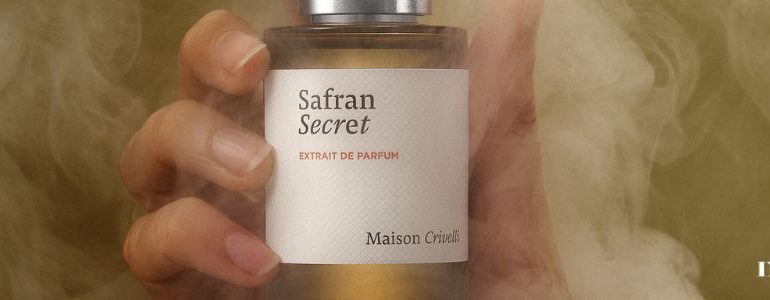 Safran
Secret
EXTRAIT DE PARFUM
Maison Crivelli